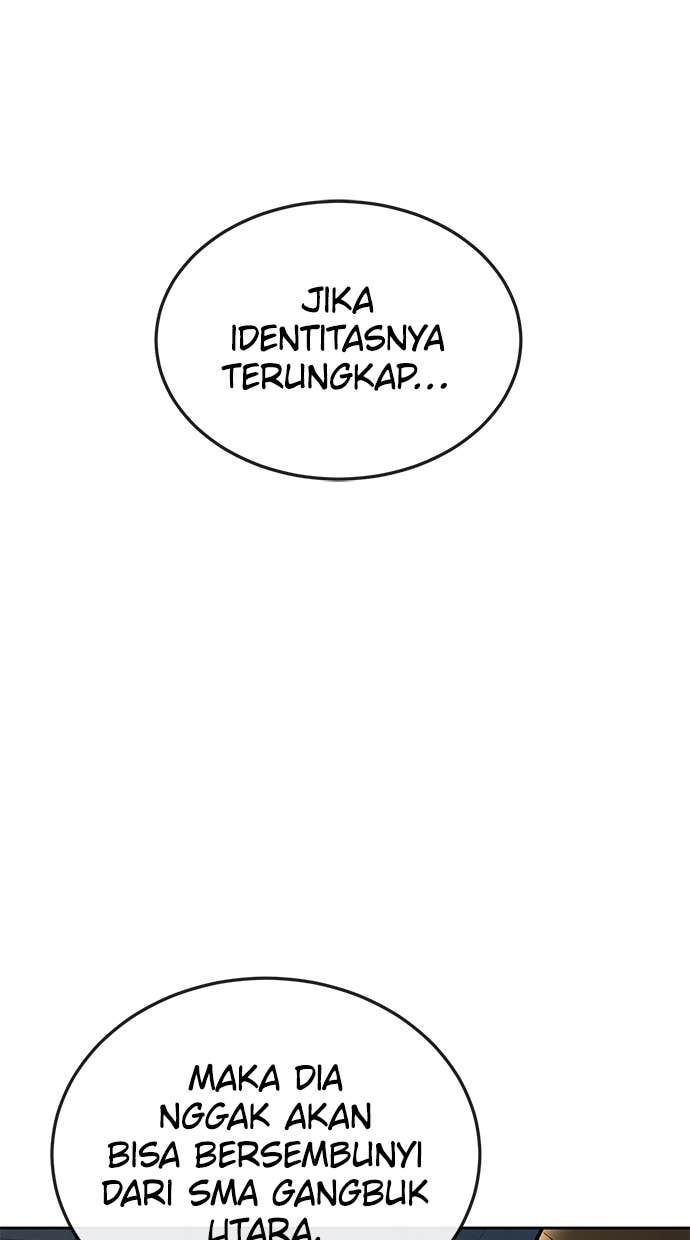 JIKA
IDENTITASNYA
TERUNGKAP...
MAKA DIA
NGGAK AKAN
BISA BERSEMBUNYI
DARI SMA GANGBUK
UTARA.